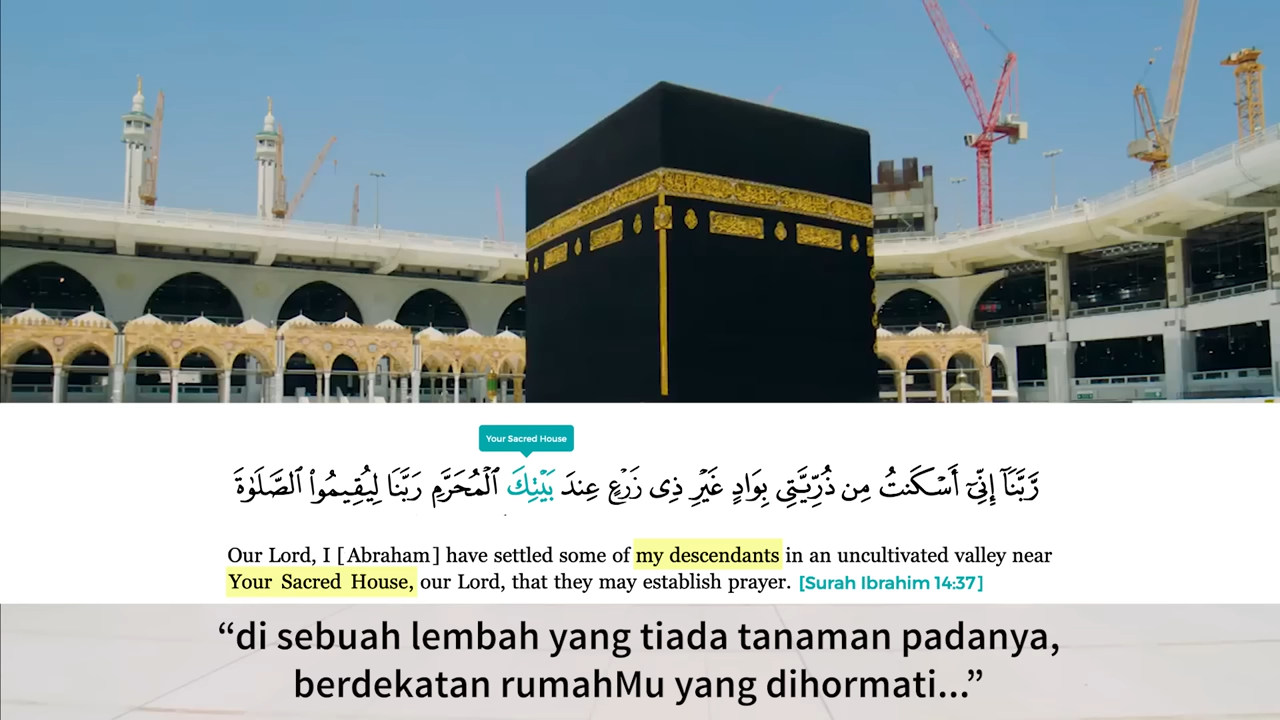 Your Sacred House
رَّبَّنَآ إِنِّىٓ أَسْكَنتُ مِن ذُرِّيَّتِى بِوَادٍ غَيْرِ ذِى زَرْعٍ عِندَ بَيْتِكَ ٱلْمُحَرَّمِ رَبَّنَا لِيُقِيمُوا۟ ٱلصَّلَوٰةَ
Our Lord, I [Abraham] have settled some of my descendants in an uncultivated valley near
Your Sacred House, our Lord, that they may establish prayer. [Surah Ibrahim 14:37]
“di sebuah lembah yang tiada tanaman padanya,
berdekatan rumahMu yang dihormati...”